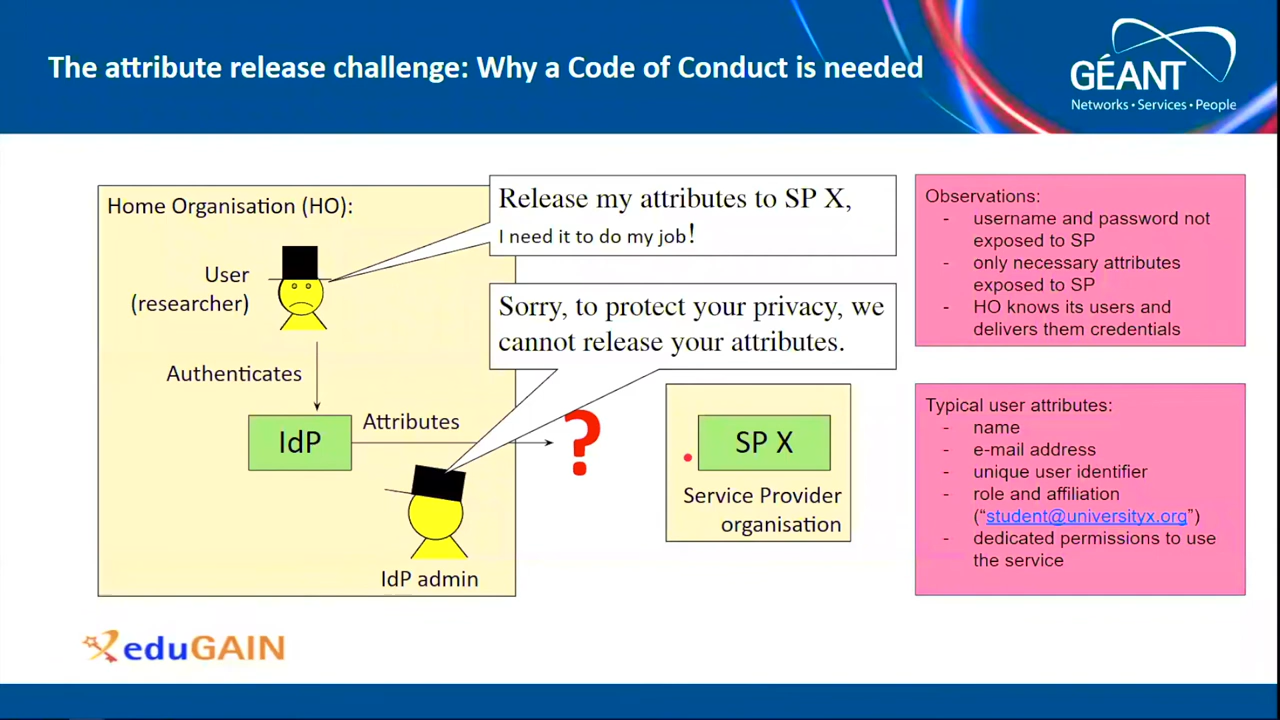 The attribute release challenge: Why a Code of Conduct is needed
GÉANT
Networks • Services • People
Home Organisation (HO):
User
(researcher)
Release my attributes to SP X,
I need it to do my job!
Sorry, to protect your privacy, we
cannot release your attributes.
Authenticates
IdP
Attributes
?
IdP admin
SP X
Service Provider
organisation
Observations:
- username and password not
exposed to SP
- only necessary attributes
exposed to SP
- HO knows its users and
delivers them credentials
Typical user attributes:
- name
- e-mail address
- unique user identifier
- role and affiliation
(“student@universityx.org”)
- dedicated permissions to use
the service
eduGAIN